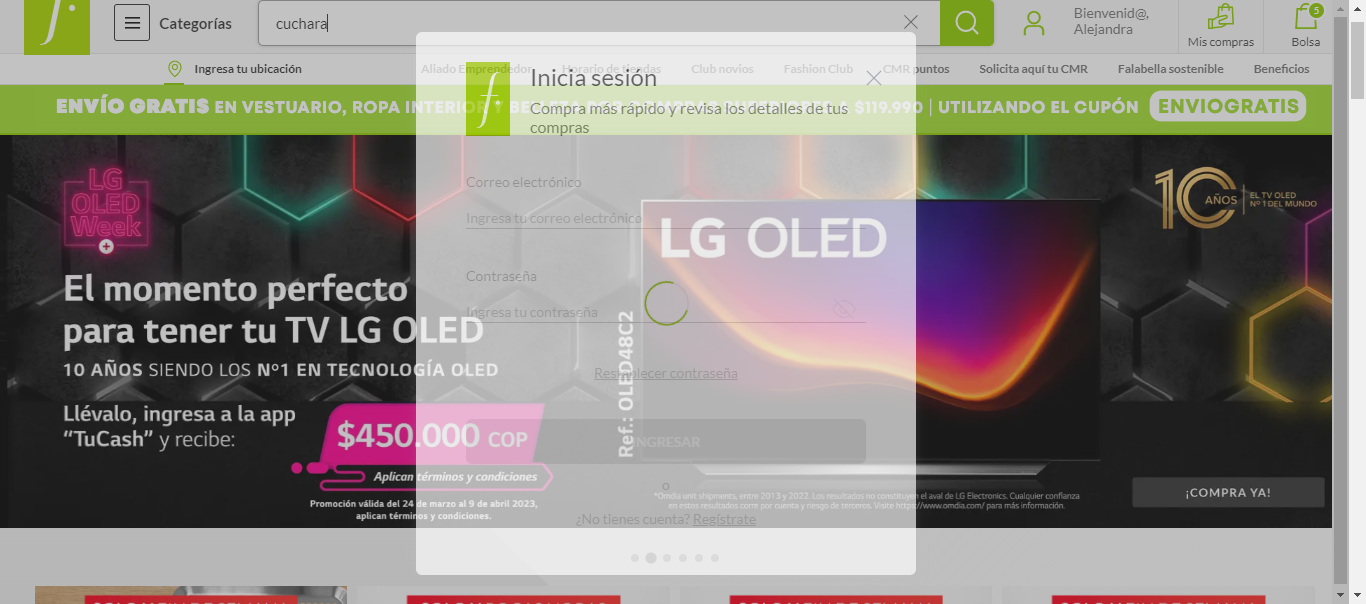 Categorías
cuchara
Bienvenid@,
Alejandra
Mis compras
5
Bolsa
Ingresa tu ubicación
Aliado Emprendedor
Horario de tiendas
Club novios
Fashion Club
CMR puntos
Solicita aquí tu CMR
Falabella sostenible
Beneficios
Inicia sesión
Compra más rápido y revisa los detalles de tus
compras
ENVÍO GRATIS EN VESTUARIO, ROPA INTERIOR
$119.990 | UTILIZANDO EL CUPÓN ENVIOGRATIS
LG
OLED
Week
10 AÑOS
EL TV OLED
Nº1 DEL MUNDO
Correo electrónico
Ingresa tu correo electrónico
LG OLED
El momento perfecto
para tener tu TV LG OLED
10 AÑOS SIENDO LOS Nº1 EN TECNOLOGÍA OLED
Contraseña
Ingresa tu contraseña
Ref.: OLED48C2
Restablecer contraseña
Llévalo, ingresa a la app
“TuCash” y recibe:
$450.000 COP
Aplican términos y condiciones
Promoción válida del 24 de marzo al 9 de abril 2023,
aplican términos y condiciones.
INGRESAR
o
*Omdia unit shipments, entre 2013 y 2022. Los resultados no constituyen el aval de LG Electronics. Cualquier confianza
en estos resultados corre por cuenta y riesgo de terceros. Visite https://www.omdia.com/ para más información.
¡COMPRA YA!
¿No tienes cuenta? Regístrate